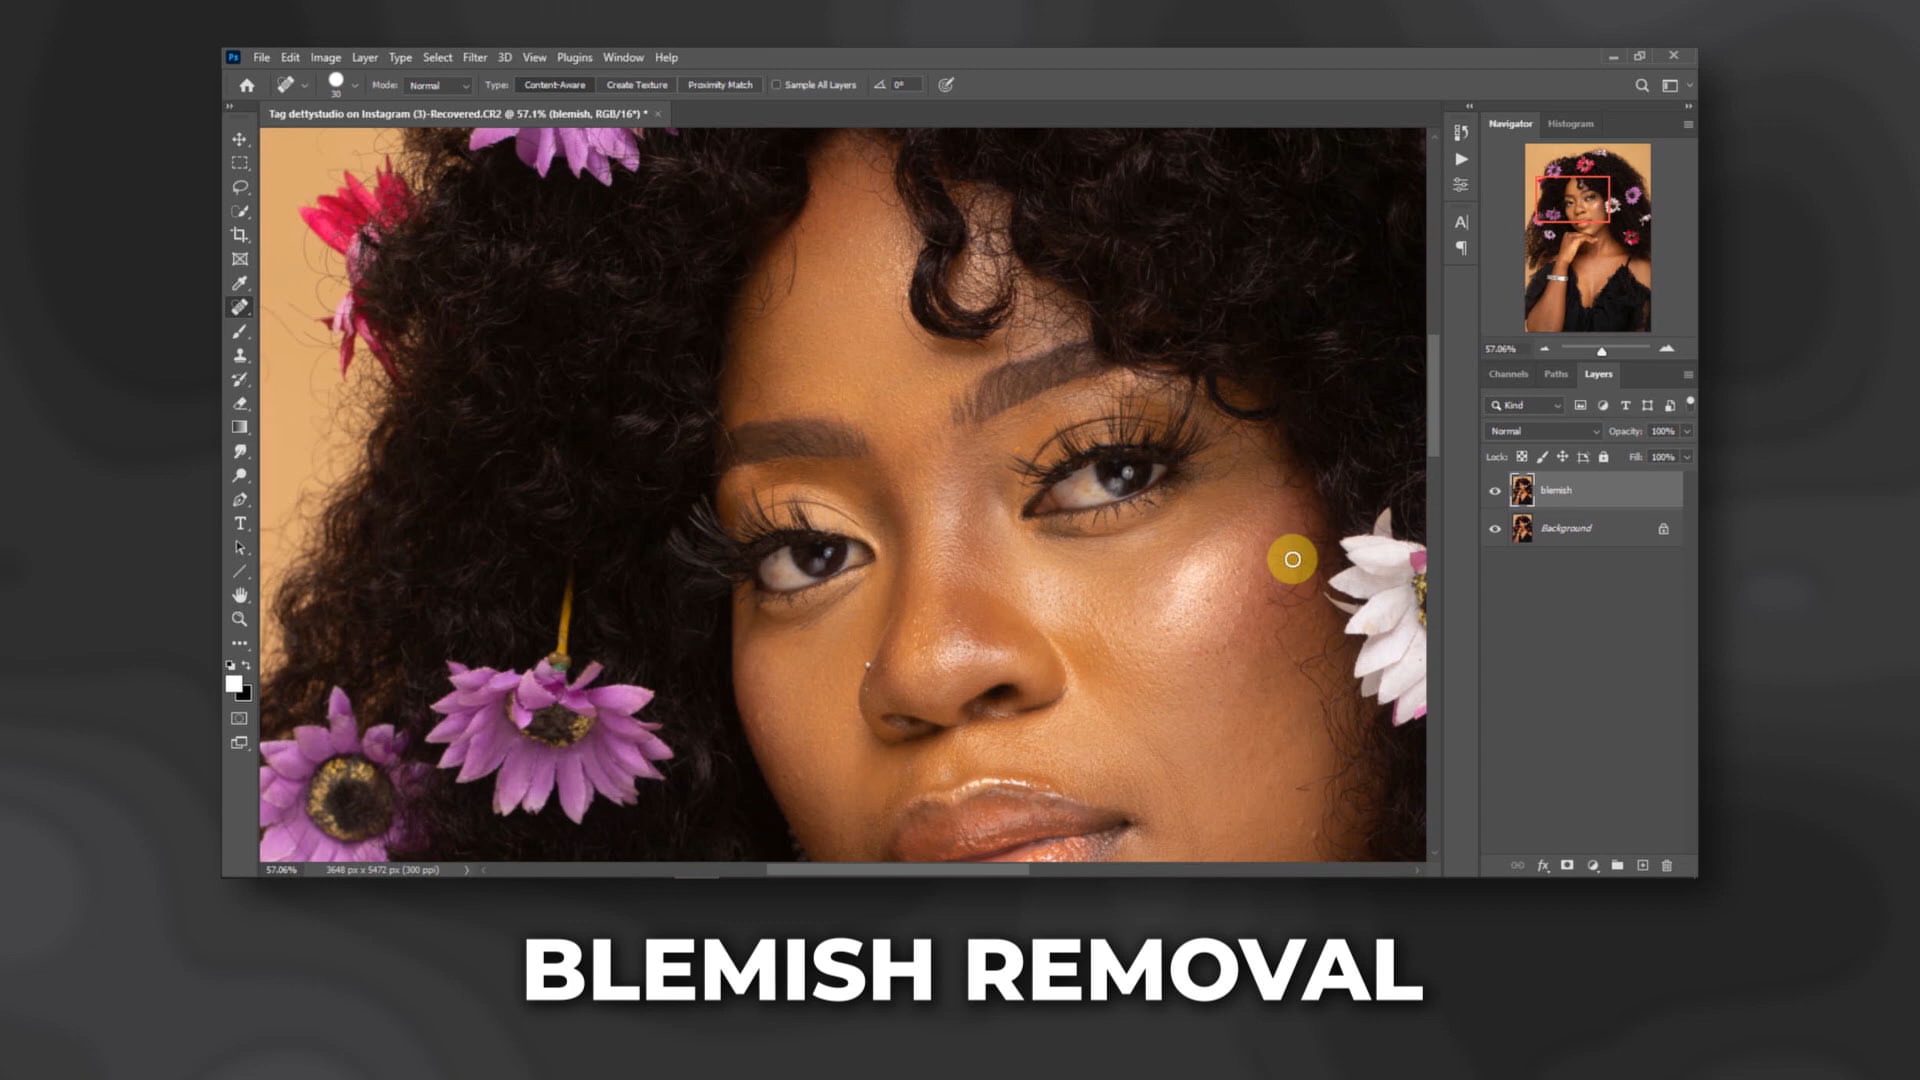 Ps File Edit Image Layer Type Select Filter 3D View Plugins Window Help
30 Mode: Normal Type: Content-Aware Create Texture Proximity Match Sample All Layers 0°
Tag dettystudio on Instagram (3)-Recovered.CR2 @ 57.1% (blemish, RGB/16*) * ×
Navigator Histogram
57.06%
Channels Paths Layers
Kind
Normal Opacity: 100%
Lock: Fill: 100%
blemish
Background
fx
57.06% 3648 px x 5472 px (300 ppi)
BLEMISH REMOVAL